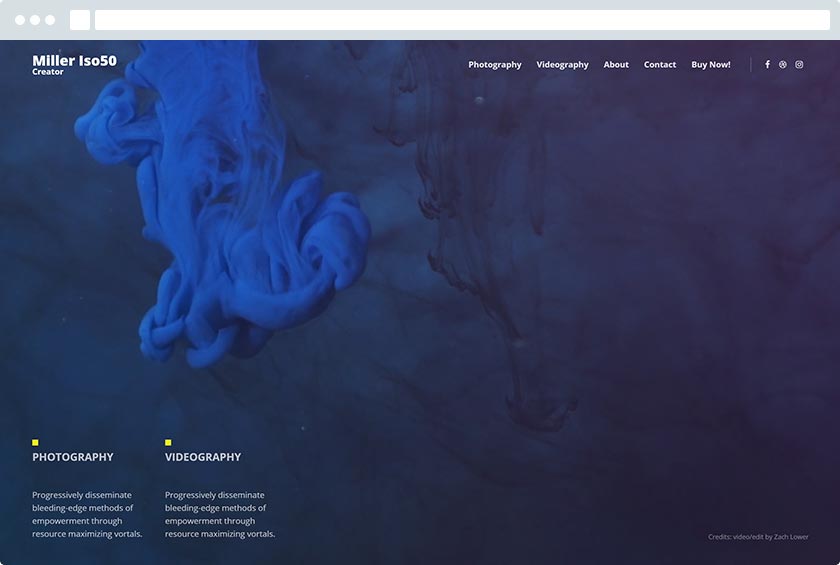 Miller Iso50
Creator
Photography Videography About Contact Buy Now!
PHOTOGRAPHY
Progressively disseminate
bleeding-edge methods of
empowerment through
resource maximizing vortals.
VIDEOGRAPHY
Progressively disseminate
bleeding-edge methods of
empowerment through
resource maximizing vortals.
Credits: video/edit by Zach Lower